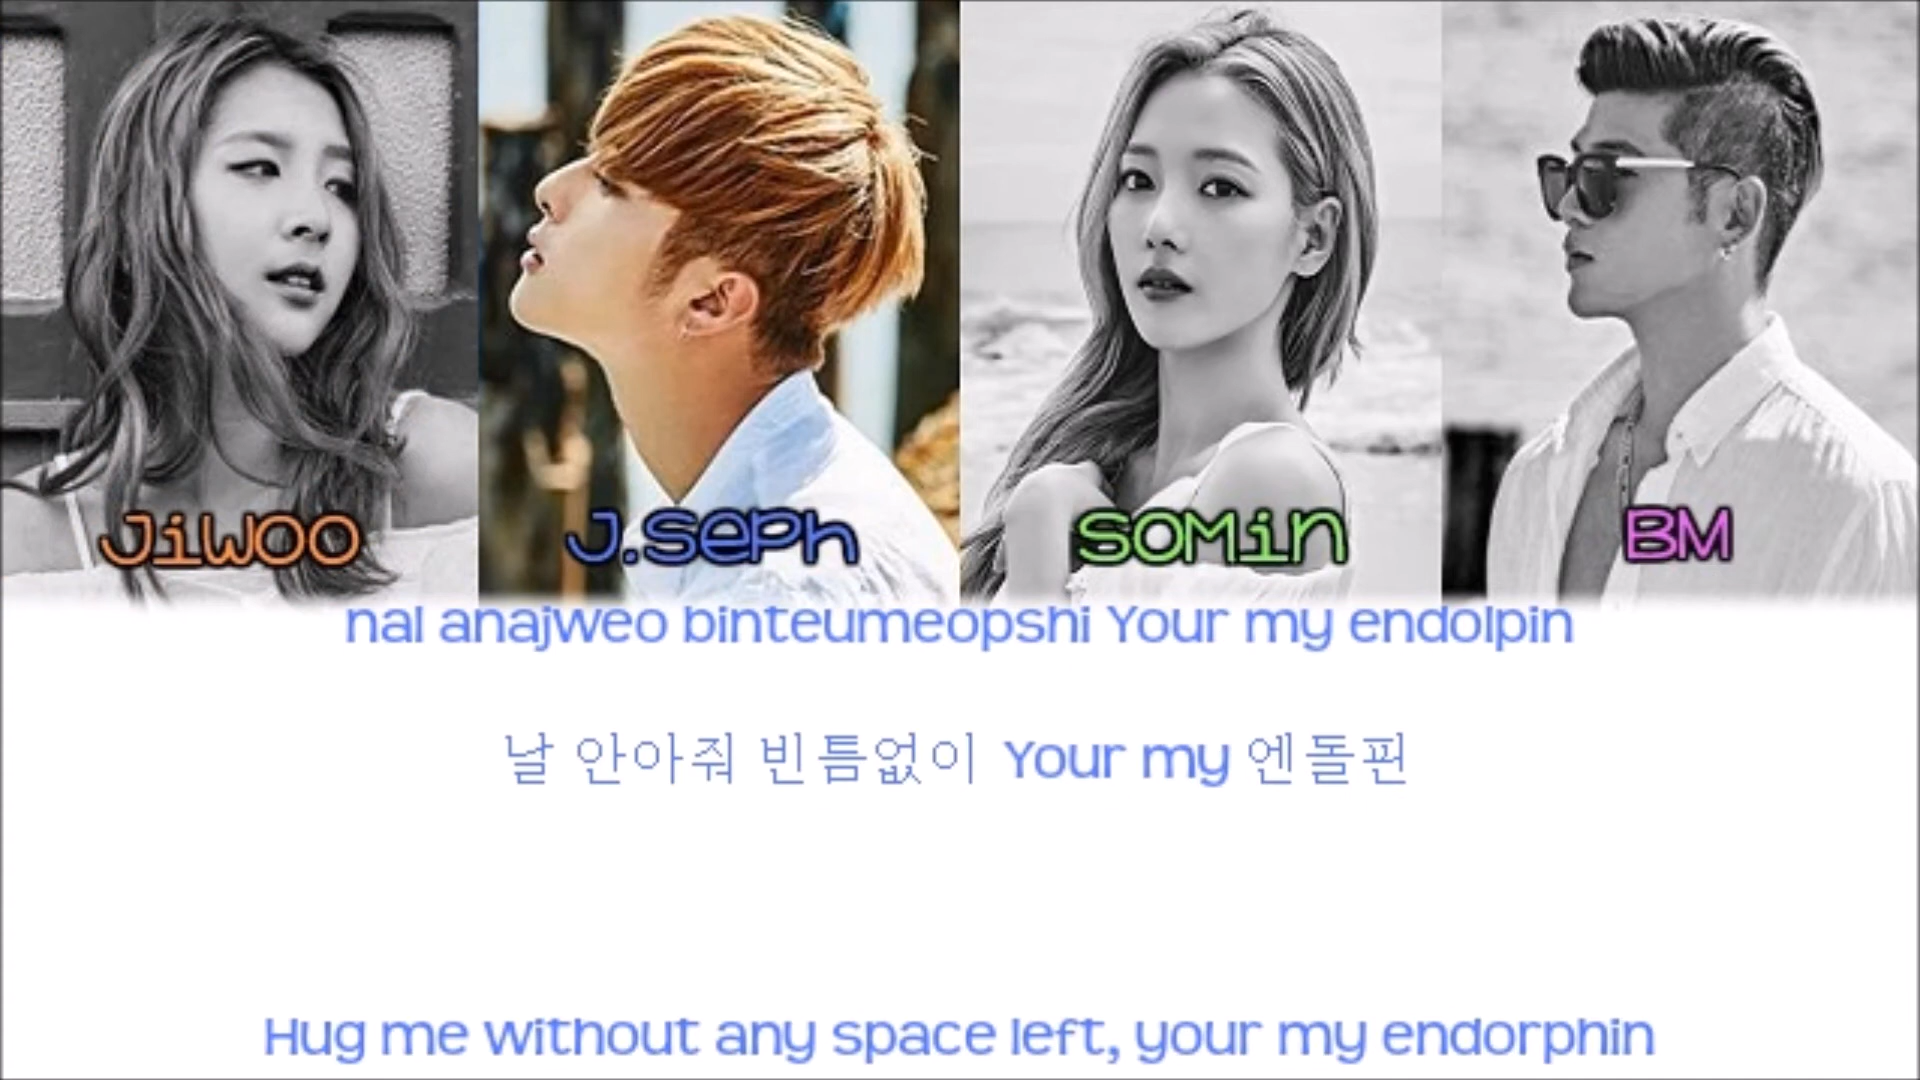 JiWOO J.SEPh SOMiN BM
nal anajweo binteumeopshi Your my endolpin
날 안아줘 빈틈없이 Your my 엔돌핀
Hug me without any space left, your my endorphin